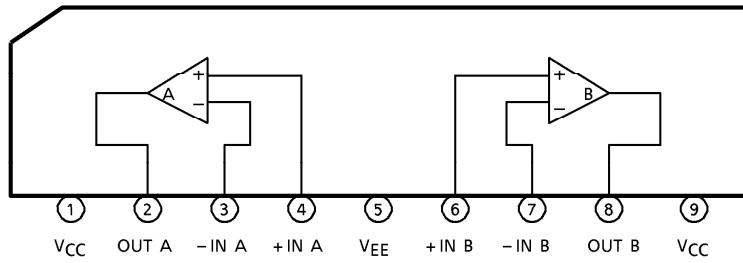 + +
A B
− −
1 2 3 4 5 6 7 8 9
VCC OUT A −IN A +IN A VEE +IN B −IN B OUT B VCC